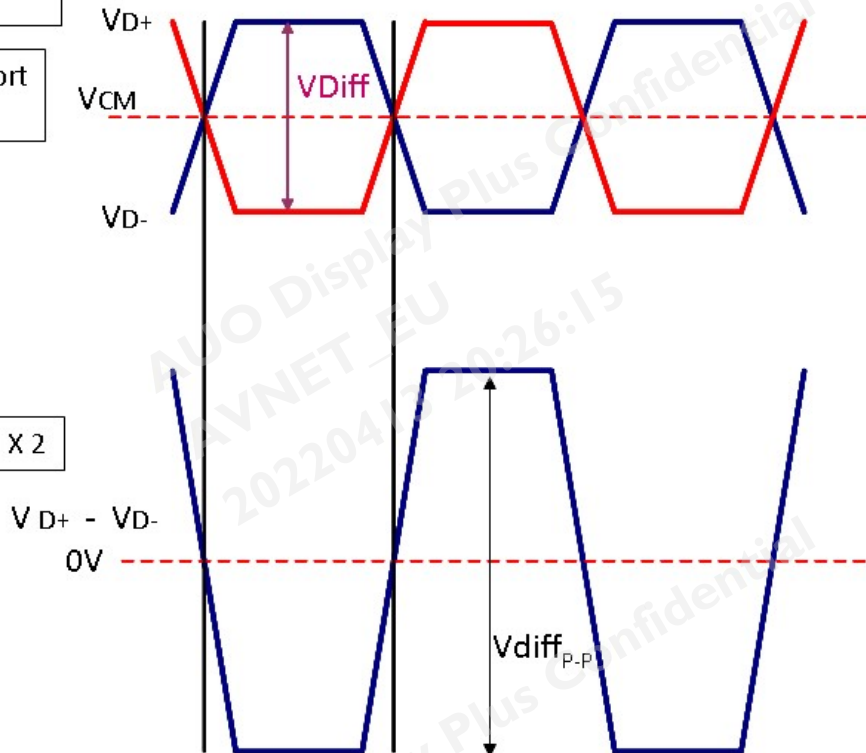 VD+
ort
VDiff
VCM
VD-
X 2
V D+ - VD-
0V
VdiffP-P
AUO Display Plus Confidential
AVNET_EU
20220413 20:26:15
y Plus Confidential